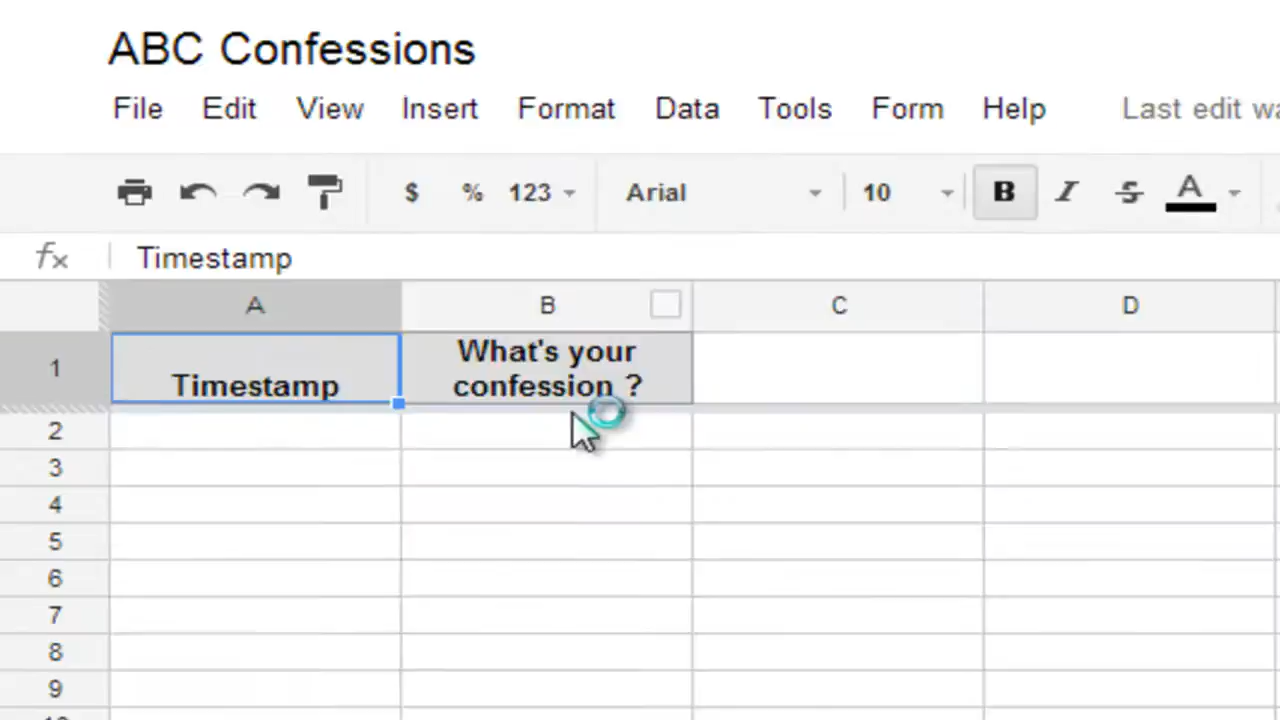 ABC Confessions
File Edit View Insert Format Data Tools Form Help Last edit wa
$ % 123 Arial 10 B I S A
fx Timestamp
A B C D
1 Timestamp What's your
confession ?
2
3
4
5
6
7
8
9